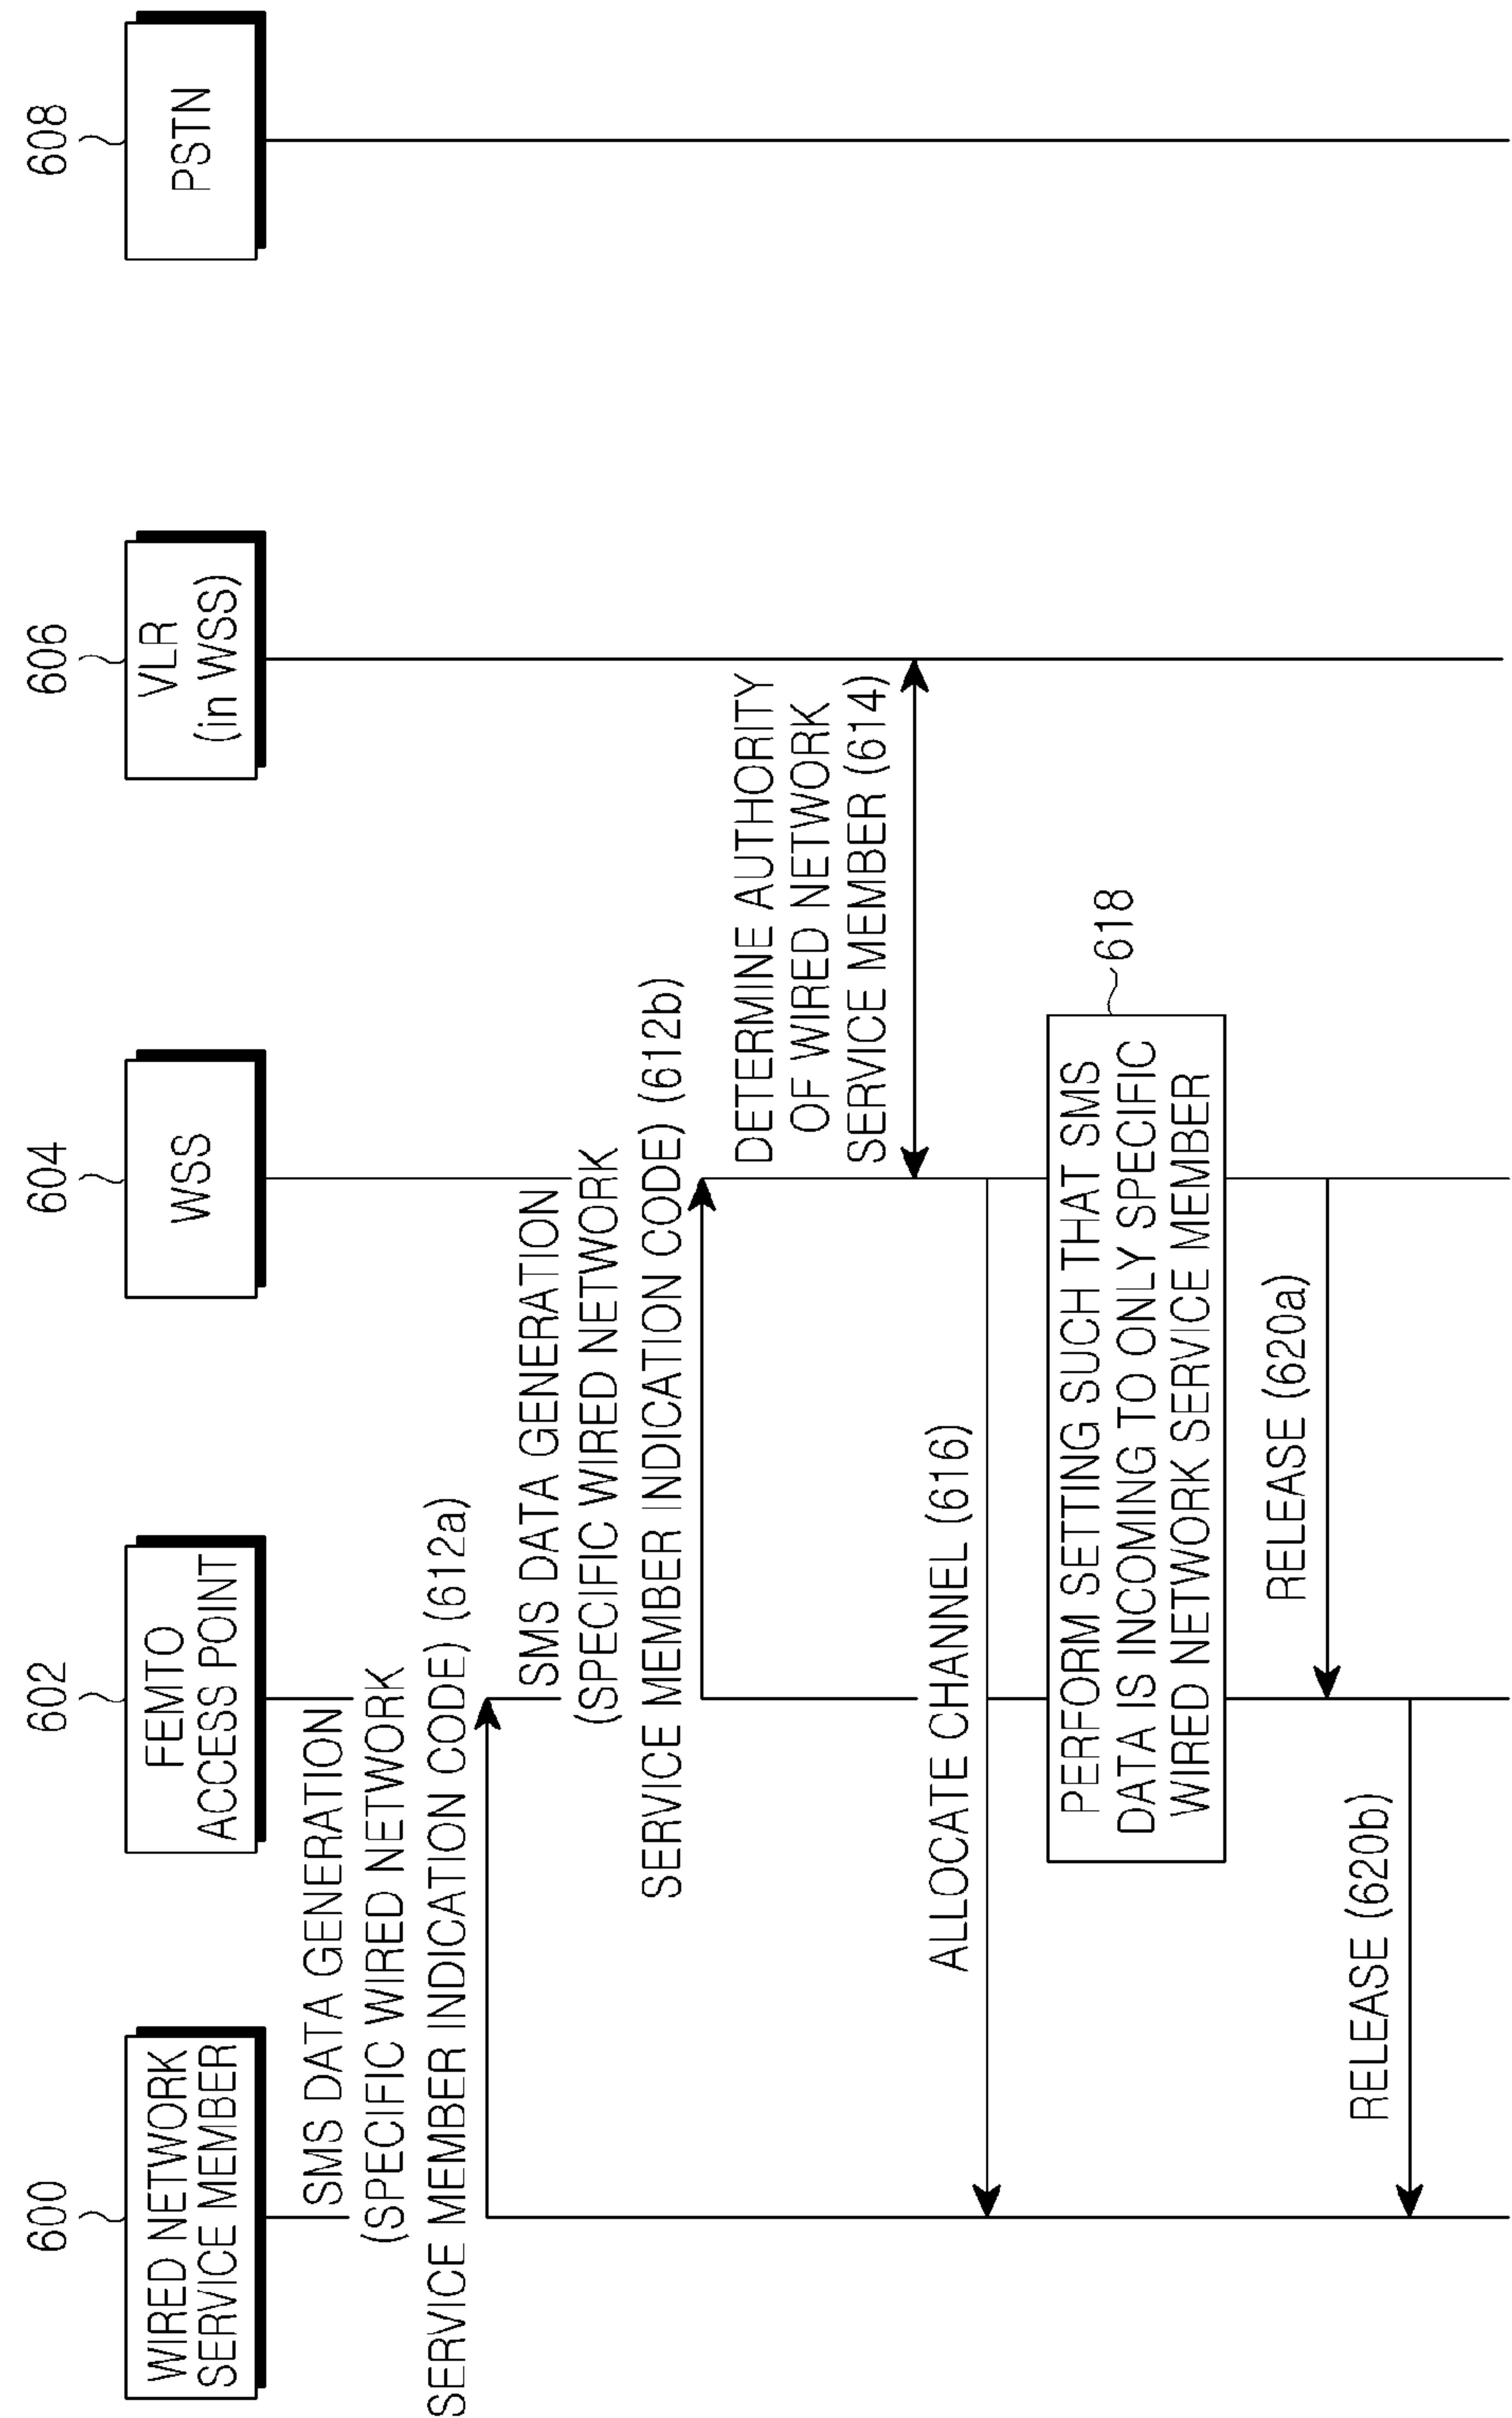 600
602
604
606
608
WIRED NETWORK
SERVICE MEMBER
FEMTO
ACCESS POINT
WSS
VLR
(in WSS)
PSTN
SMS DATA GENERATION
(SPECIFIC WIRED NETWORK
SERVICE MEMBER INDICATION CODE) (612a)
SMS DATA GENERATION
(SPECIFIC WIRED NETWORK
SERVICE MEMBER INDICATION CODE) (612b)
DETERMINE AUTHORITY
OF WIRED NETWORK
SERVICE MEMBER (614)
ALLOCATE CHANNEL (616)
PERFORM SETTING SUCH THAT SMS
DATA IS INCOMING TO ONLY SPECIFIC
WIRED NETWORK SERVICE MEMBER
618
RELEASE (620a)
RELEASE (620b)